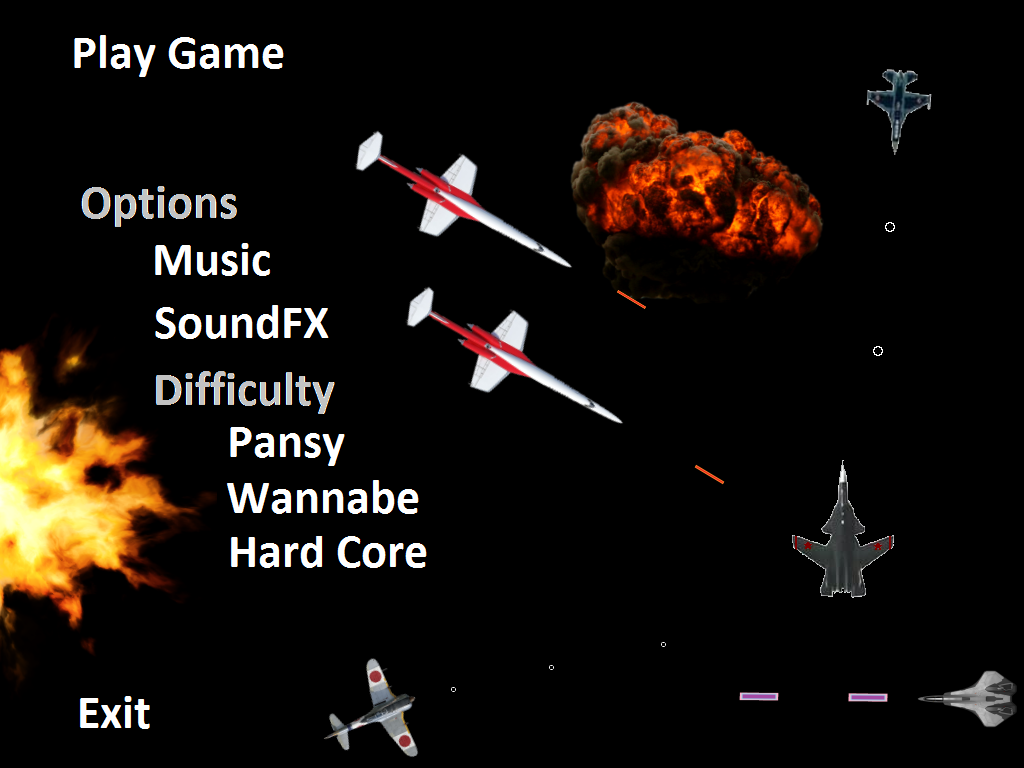 Play Game
Options
Music
SoundFX
Difficulty
Pansy
Wannabe
Hard Core
Exit